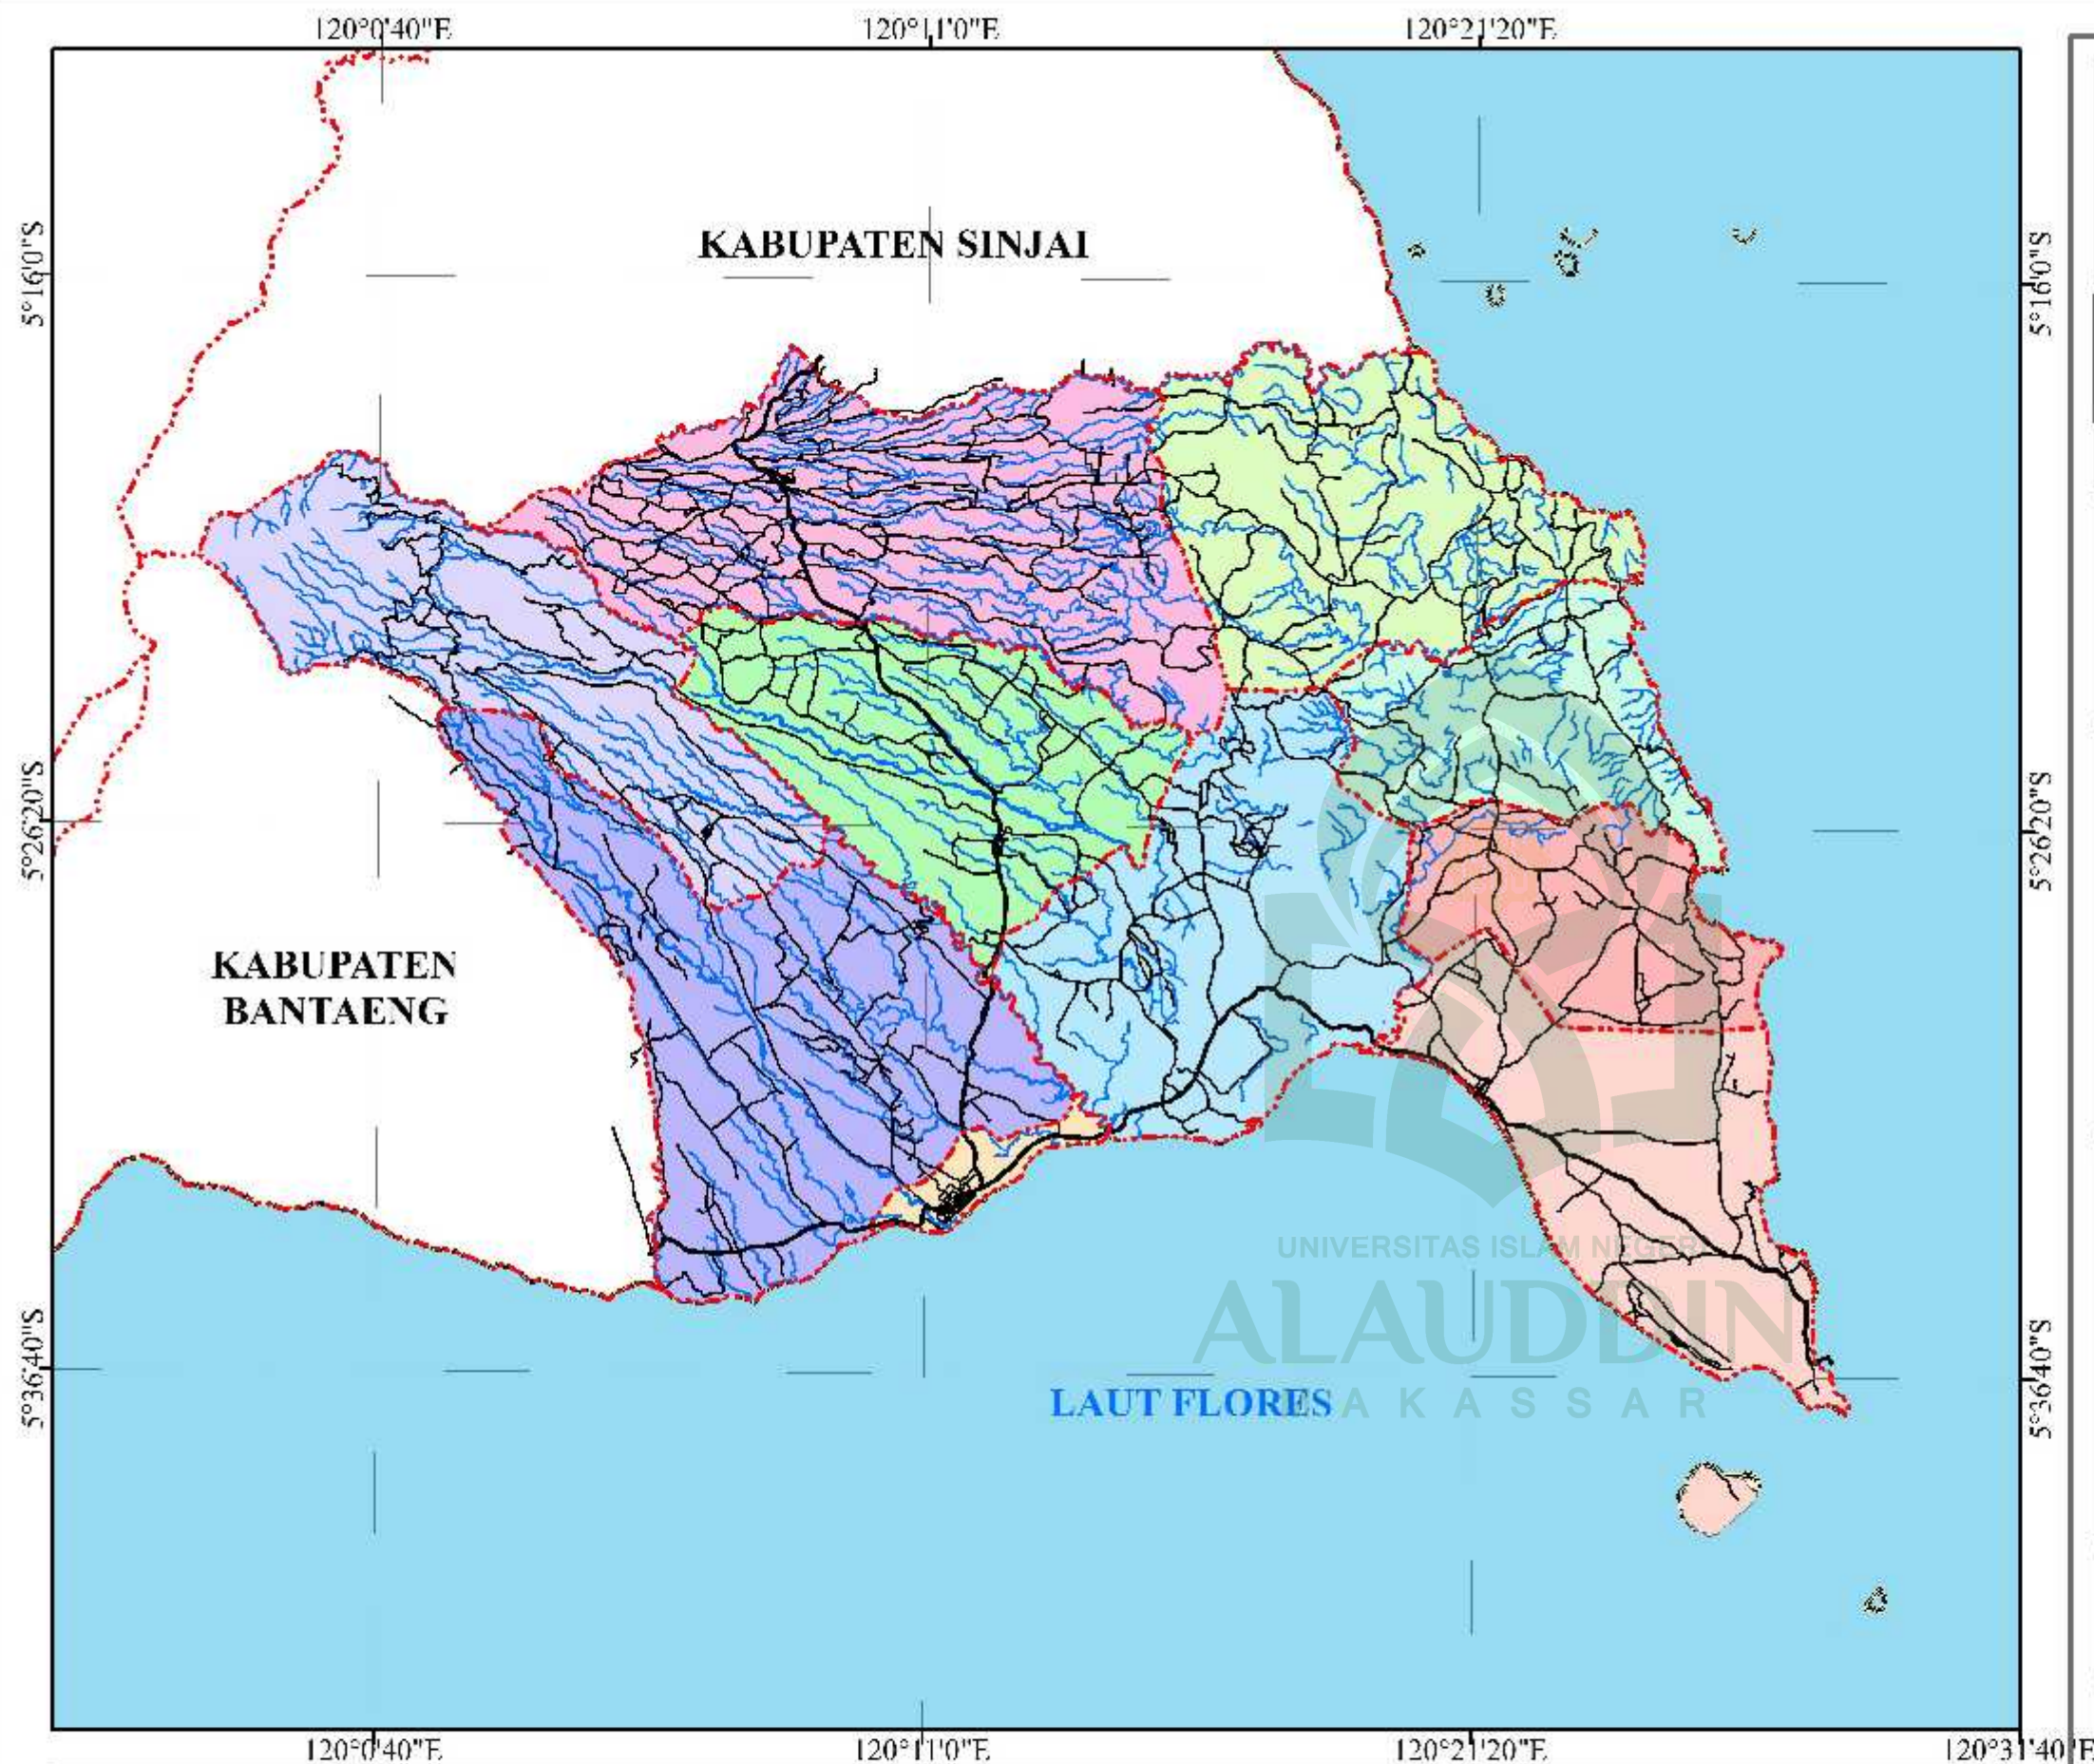 120°0'40"E 120°11'0"E 120°21'20"E
KABUPATEN SINJAI
5°16'0"S 5°16'0"S
5°26'20"S 5°26'20"S
KABUPATEN
BANTAENG
UNIVERSITAS ISLAM NEGERI
ALAUDDIN
5°36'40"S 5°36'40"S
LAUT FLORES
AKASSAR
120°0'40"E 120°11'0"E 120°21'20"E 120°31'40"E